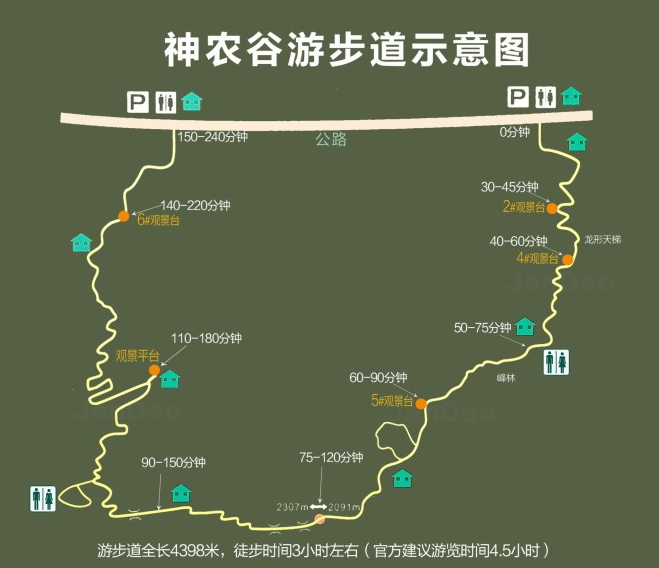 神农谷游步道示意图
P
P
150-240分钟
公路
0分钟
140-220分钟
6#观景台
30-45分钟
2#观景台
40-60分钟
龙形天梯
4#观景台
110-180分钟
观景平台
50-75分钟
60-90分钟
峰林
5#观景台
90-150分钟
75-120分钟
2307m
2091m
游步道全长4398米，徒步时间3小时左右（官方建议游览时间4.5小时）